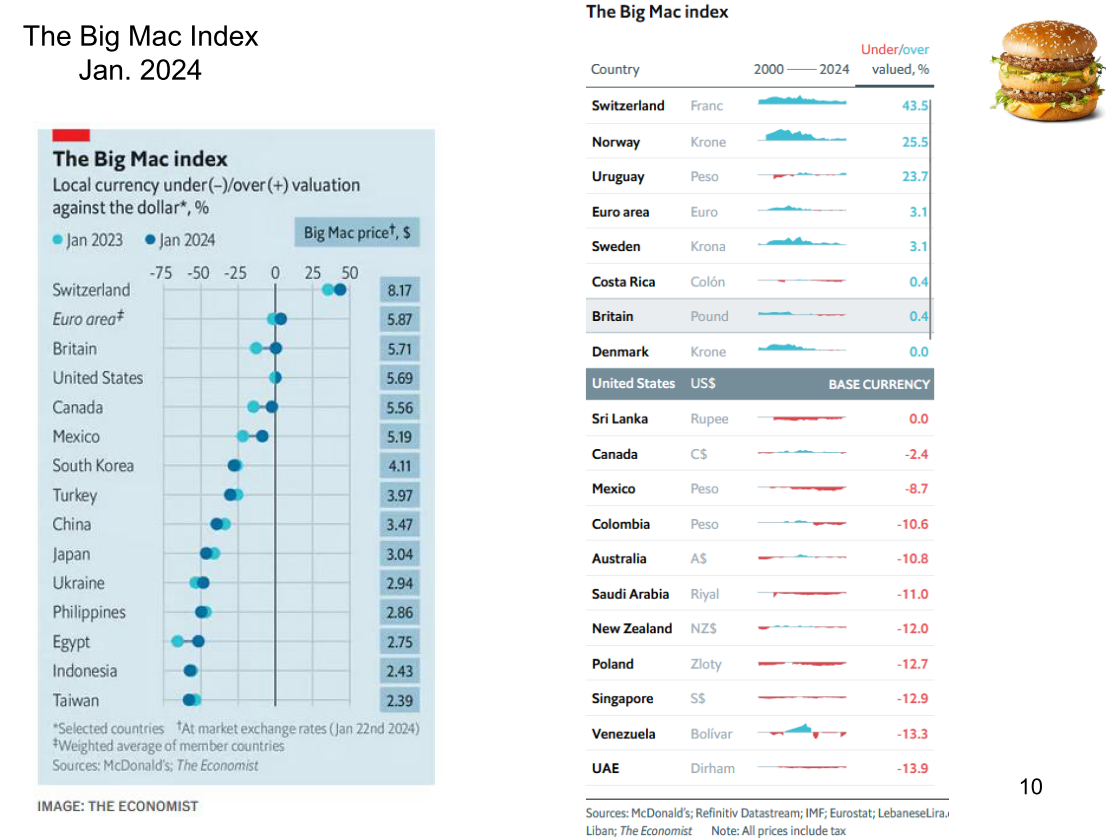 The Big Mac Index
Jan. 2024
The Big Mac index
Local currency under(–)/over(+) valuation
against the dollar*, %
Jan 2023 Jan 2024 Big Mac price†, $
-75 -50 -25 0 25 50
Switzerland 8.17
Euro area‡ 5.87
Britain 5.71
United States 5.69
Canada 5.56
Mexico 5.19
South Korea 4.11
Turkey 3.97
China 3.47
Japan 3.04
Ukraine 2.94
Philippines 2.86
Egypt 2.75
Indonesia 2.43
Taiwan 2.39
*Selected countries †At market exchange rates (Jan 22nd 2024)
‡Weighted average of member countries
Sources: McDonald's; The Economist
IMAGE: THE ECONOMIST
The Big Mac index
Under/over
Country 2000 2024 valued, %
Switzerland Franc 43.5
Norway Krone 25.5
Uruguay Peso 23.7
Euro area Euro 3.1
Sweden Krona 3.1
Costa Rica Colón 0.4
Britain Pound 0.4
Denmark Krone 0.0
United States US$ BASE CURRENCY
Sri Lanka Rupee 0.0
Canada C$ -2.4
Mexico Peso -8.7
Colombia Peso -10.6
Australia A$ -10.8
Saudi Arabia Riyal -11.0
New Zealand NZ$ -12.0
Poland Zloty -12.7
Singapore S$ -12.9
Venezuela Bolívar -13.3
UAE Dirham -13.9
Sources: McDonald's; Refinitiv Datastream; IMF; Eurostat; LebaneseLira.
Liban; The Economist Note: All prices include tax
10